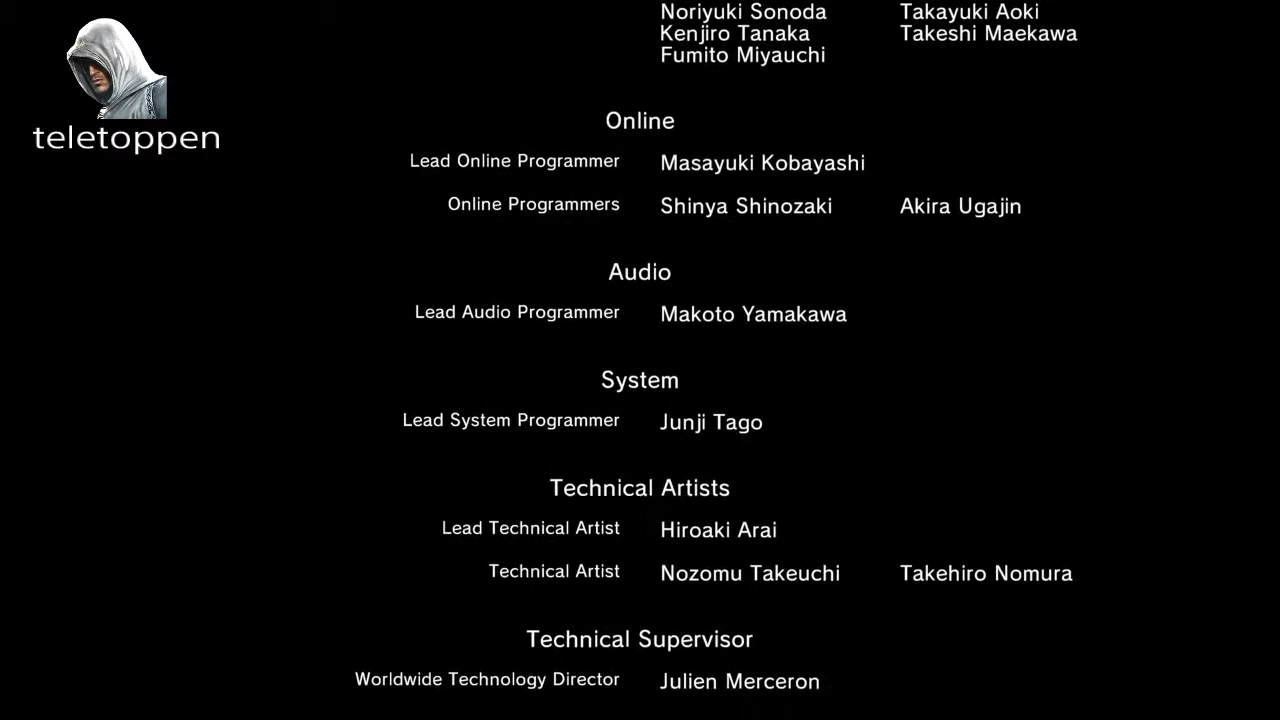 Noriyuki Sonoda Takayuki Aoki
Kenjiro Tanaka Takeshi Maekawa
Fumito Miyauchi
teletoppen
Online
Lead Online Programmer Masayuki Kobayashi
Online Programmers Shinya Shinozaki Akira Ugajin
Audio
Lead Audio Programmer Makoto Yamakawa
System
Lead System Programmer Junji Tago
Technical Artists
Lead Technical Artist Hiroaki Arai
Technical Artist Nozomu Takeuchi Takehiro Nomura
Technical Supervisor
Worldwide Technology Director Julien Merceron